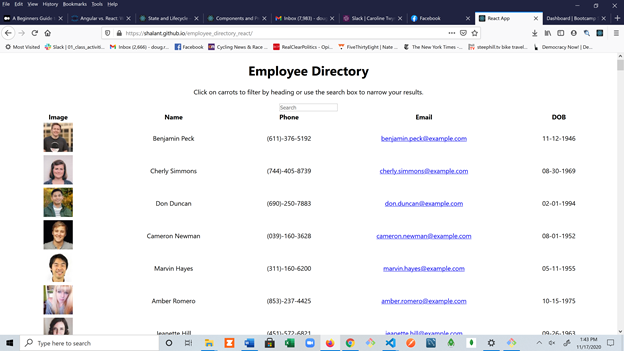 File Edit View History Bookmarks Tools Help
A Beginners Guide Angular vs. React: State and Lifecycle Components and P Inbox (7,983) - doug. Slack | Caroline Facebook React App Dashboard | Bootcamp
https://shalant.github.io/employee_directory_react/
Most Visited Slack | 01_class_activiti... Inbox (2,666) - doug.r... Facebook Cycling News & Race ... RealClearPolitics - Opi... FiveThirtyEight | Nate ... The New York Times -... steephill.tv bike travel... Democracy Now! | De...
Employee Directory
Click on carrots to filter by heading or use the search box to narrow your results.
Search
Image Name Phone Email DOB
Benjamin Peck (611)-376-5192 benjamin.peck@example.com 11-12-1946
Cherly Simmons (744)-405-8739 cherly.simmons@example.com 08-30-1969
Don Duncan (690)-250-7883 don.duncan@example.com 02-01-1994
Cameron Newman (039)-160-3628 cameron.newman@example.com 08-01-1952
Marvin Hayes (311)-160-6200 marvin.hayes@example.com 05-11-1955
Amber Romero (853)-237-4425 amber.romero@example.com 10-15-1975
Jeanette Hill (451)-572-6821 jeanette.hill@example.com 09-26-1963
Type here to search
1:43 PM
11/17/2020